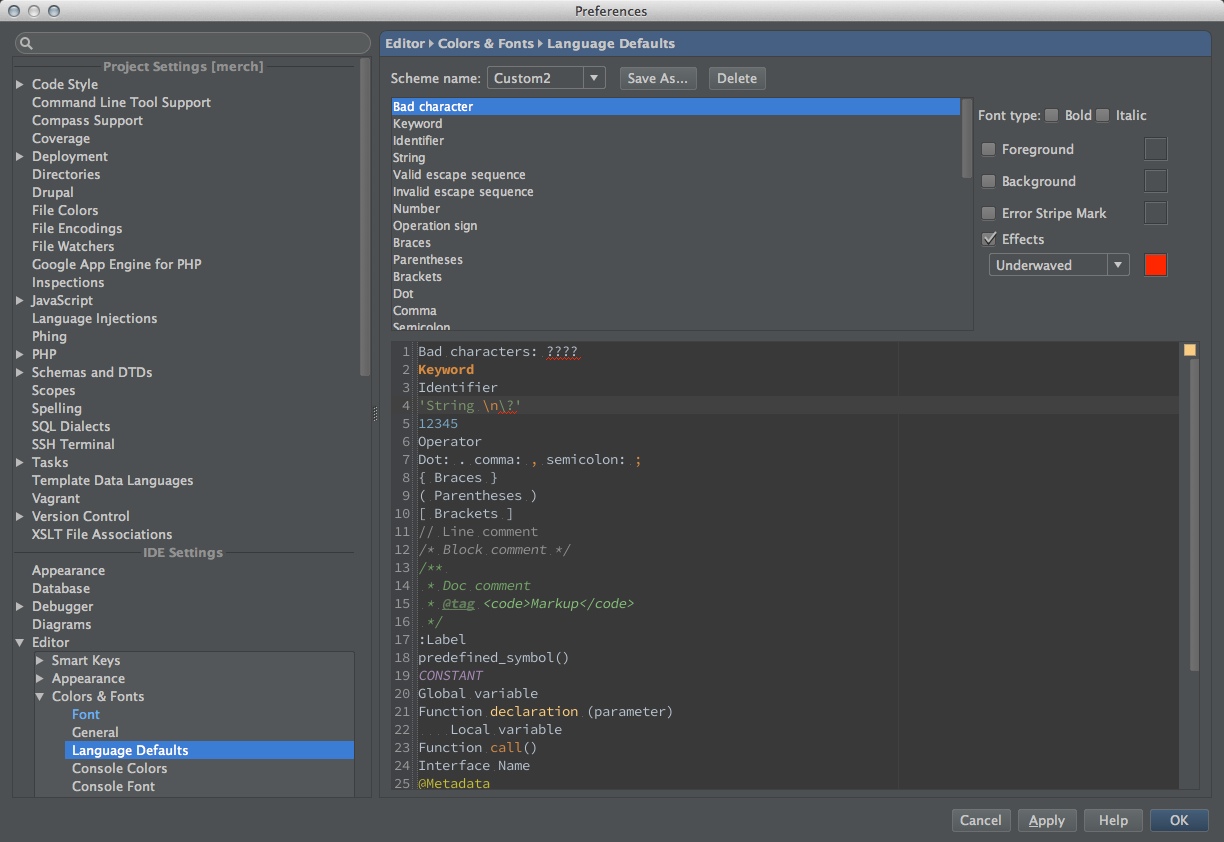 Preferences
Project Settings [merch]
Code Style
Command Line Tool Support
Compass Support
Coverage
Deployment
Directories
Drupal
File Colors
File Encodings
File Watchers
Google App Engine for PHP
Inspections
JavaScript
Language Injections
Phing
PHP
Schemas and DTDs
Scopes
Spelling
SQL Dialects
SSH Terminal
Tasks
Template Data Languages
Vagrant
Version Control
XSLT File Associations
IDE Settings
Appearance
Database
Debugger
Diagrams
Editor
Smart Keys
Appearance
Colors & Fonts
Font
General
Language Defaults
Console Colors
Console Font
Editor › Colors & Fonts › Language Defaults
Scheme name: Custom2 Save As... Delete
Bad character
Keyword
Identifier
String
Valid escape sequence
Invalid escape sequence
Number
Operation sign
Braces
Parentheses
Brackets
Dot
Comma
Semicolon
Font type: Bold Italic
Foreground
Background
Error Stripe Mark
Effects
Underwaved
1 Bad characters: ????
2 Keyword
3 Identifier
4 'String \n\?'
5 12345
6 Operator
7 Dot: . comma: , semicolon: ;
8 { Braces }
9 ( Parentheses )
10 [ Brackets ]
11 // Line comment
12 /* Block comment */
13 /**
14 * Doc comment
15 * @tag <code>Markup</code>
16 */
17 :Label
18 predefined_symbol()
19 CONSTANT
20 Global variable
21 Function declaration (parameter)
22 Local variable
23 Function call()
24 Interface Name
25 @Metadata
Cancel Apply Help OK